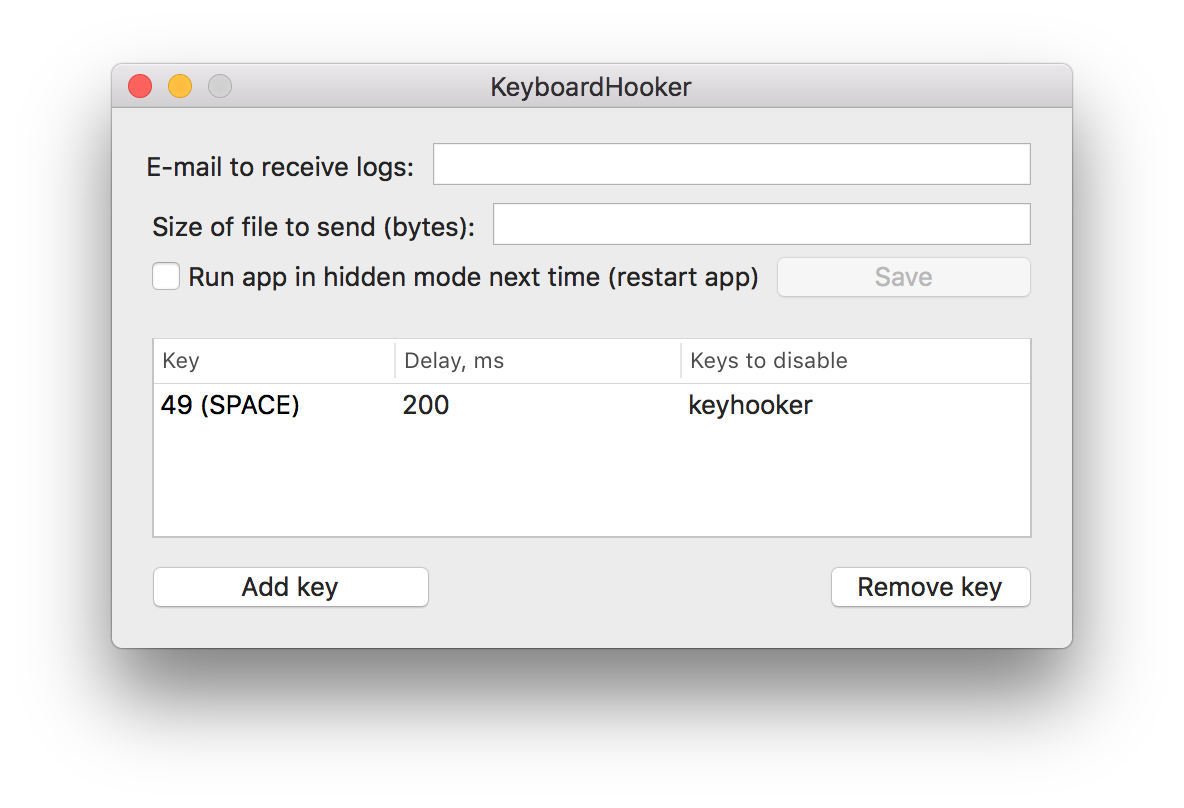 KeyboardHooker
E-mail to receive logs:
Size of file to send (bytes):
Run app in hidden mode next time (restart app) Save
Key Delay, ms Keys to disable
49 (SPACE) 200 keyhooker
Add key Remove key